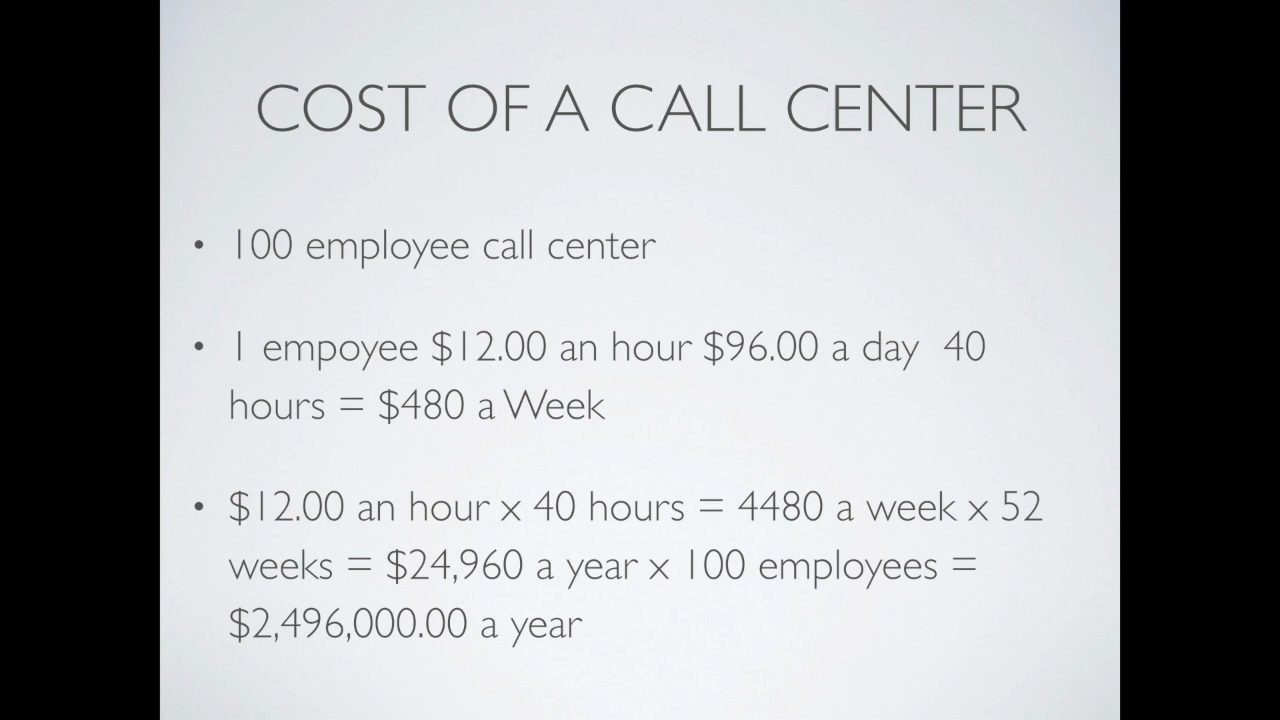 COST OF A CALL CENTER
• 100 employee call center
• 1 empoyee $12.00 an hour $96.00 a day 40
hours = $480 a Week
• $12.00 an hour x 40 hours = 4480 a week x 52
weeks = $24,960 a year x 100 employees =
$2,496,000.00 a year